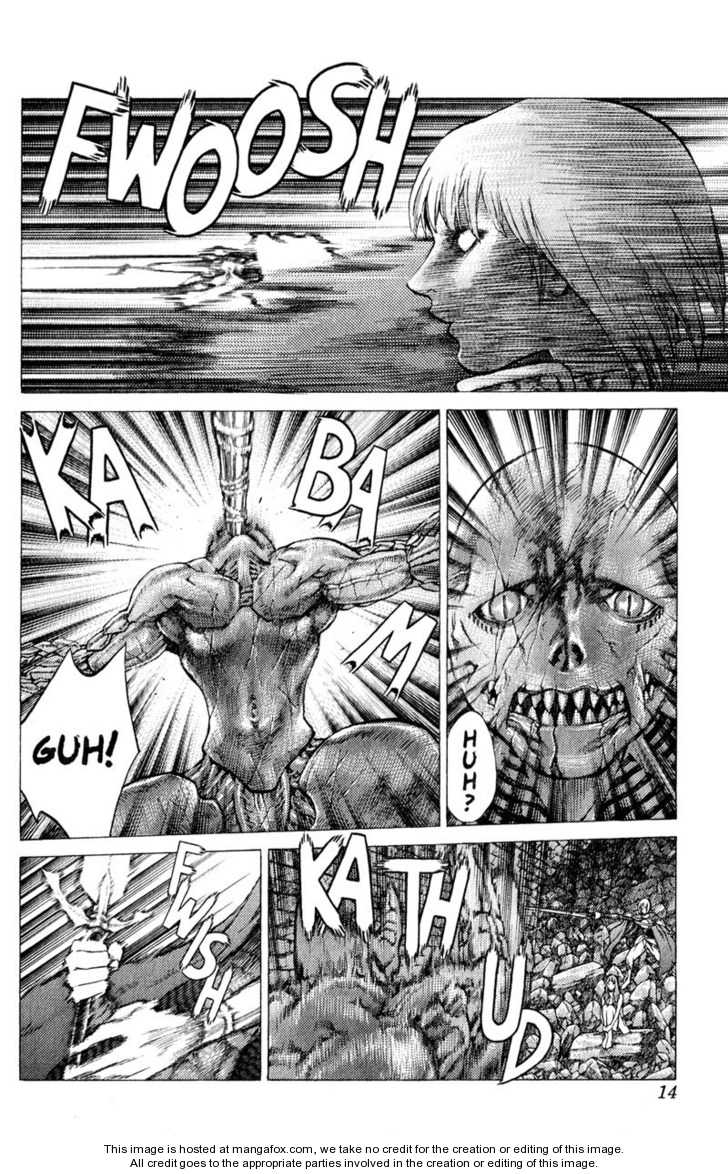 FWOOSH
KA
BA
M
GUH!
HUH?
FWISH
KA THUD
14
This image is hosted at mangafox.com, we take no credit for the creation or editing of this image.
All credit goes to the appropriate parties involved in the creation or editing of this image.